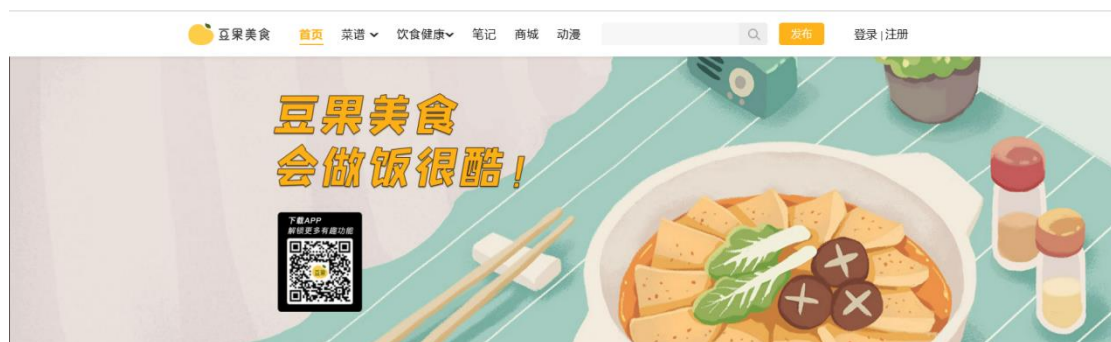 豆果美食 首页 菜谱 饮食健康 笔记 商城 动漫 发布 登录 | 注册
豆果美食
会做饭很酷！
下载APP
解锁更多有趣功能
豆果